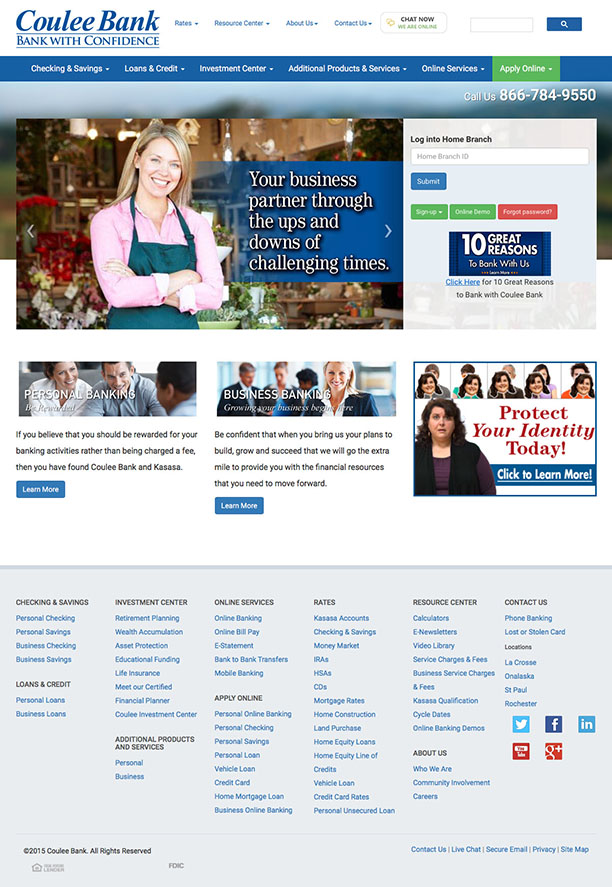 Coulee Bank
BANK WITH CONFIDENCE
Rates
Resource Center
About Us
Contact Us
CHAT NOW
WE ARE ONLINE
Checking & Savings
Loans & Credit
Investment Center
Additional Products & Services
Online Services
Apply Online
Call Us 866-784-9550
Your business
partner through
the ups and
downs of
challenging times.
Log into Home Branch
Home Branch ID
Submit
Sign-up
Online Demo
Forgot password?
10 GREAT
REASONS
To Bank With Us
Learn More
Click Here for 10 Great Reasons
to Bank with Coulee Bank
PERSONAL BANKING
Be Rewarded
If you believe that you should be rewarded for your
banking activities rather than being charged a fee,
then you have found Coulee Bank and Kasasa.
Learn More
BUSINESS BANKING
Growing your business begins here
Be confident that when you bring us your plans to
build, grow and succeed that we will go the extra
mile to provide you with the financial resources
that you need to move forward.
Learn More
Protect
Your Identity
Today!
Click to Learn More!
CHECKING & SAVINGS
Personal Checking
Personal Savings
Business Checking
Business Savings
LOANS & CREDIT
Personal Loans
Business Loans
INVESTMENT CENTER
Retirement Planning
Wealth Accumulation
Asset Protection
Educational Funding
Life Insurance
Meet our Certified
Financial Planner
Coulee Investment Center
ADDITIONAL PRODUCTS
AND SERVICES
Personal
Business
ONLINE SERVICES
Online Banking
Online Bill Pay
E-Statement
Bank to Bank Transfers
Mobile Banking
APPLY ONLINE
Personal Online Banking
Personal Checking
Personal Savings
Personal Loan
Vehicle Loan
Credit Card
Home Mortgage Loan
Business Online Banking
RATES
Kasasa Accounts
Checking & Savings
Money Market
IRAs
HSAs
CDs
Mortgage Rates
Home Construction
Land Purchase
Home Equity Loans
Home Equity Line of
Credits
Vehicle Loan
Credit Card Rates
Personal Unsecured Loan
RESOURCE CENTER
Calculators
E-Newsletters
Video Library
Service Charges & Fees
Business Service Charges
& Fees
Kasasa Qualification
Cycle Dates
Online Banking Demos
ABOUT US
Who We Are
Community Involvement
Careers
CONTACT US
Phone Banking
Lost or Stolen Card
Locations
La Crosse
Onalaska
St Paul
Rochester
You Tube
©2015 Coulee Bank. All Rights Reserved
Contact Us | Live Chat | Secure Email | Privacy | Site Map
LENDER
FDIC